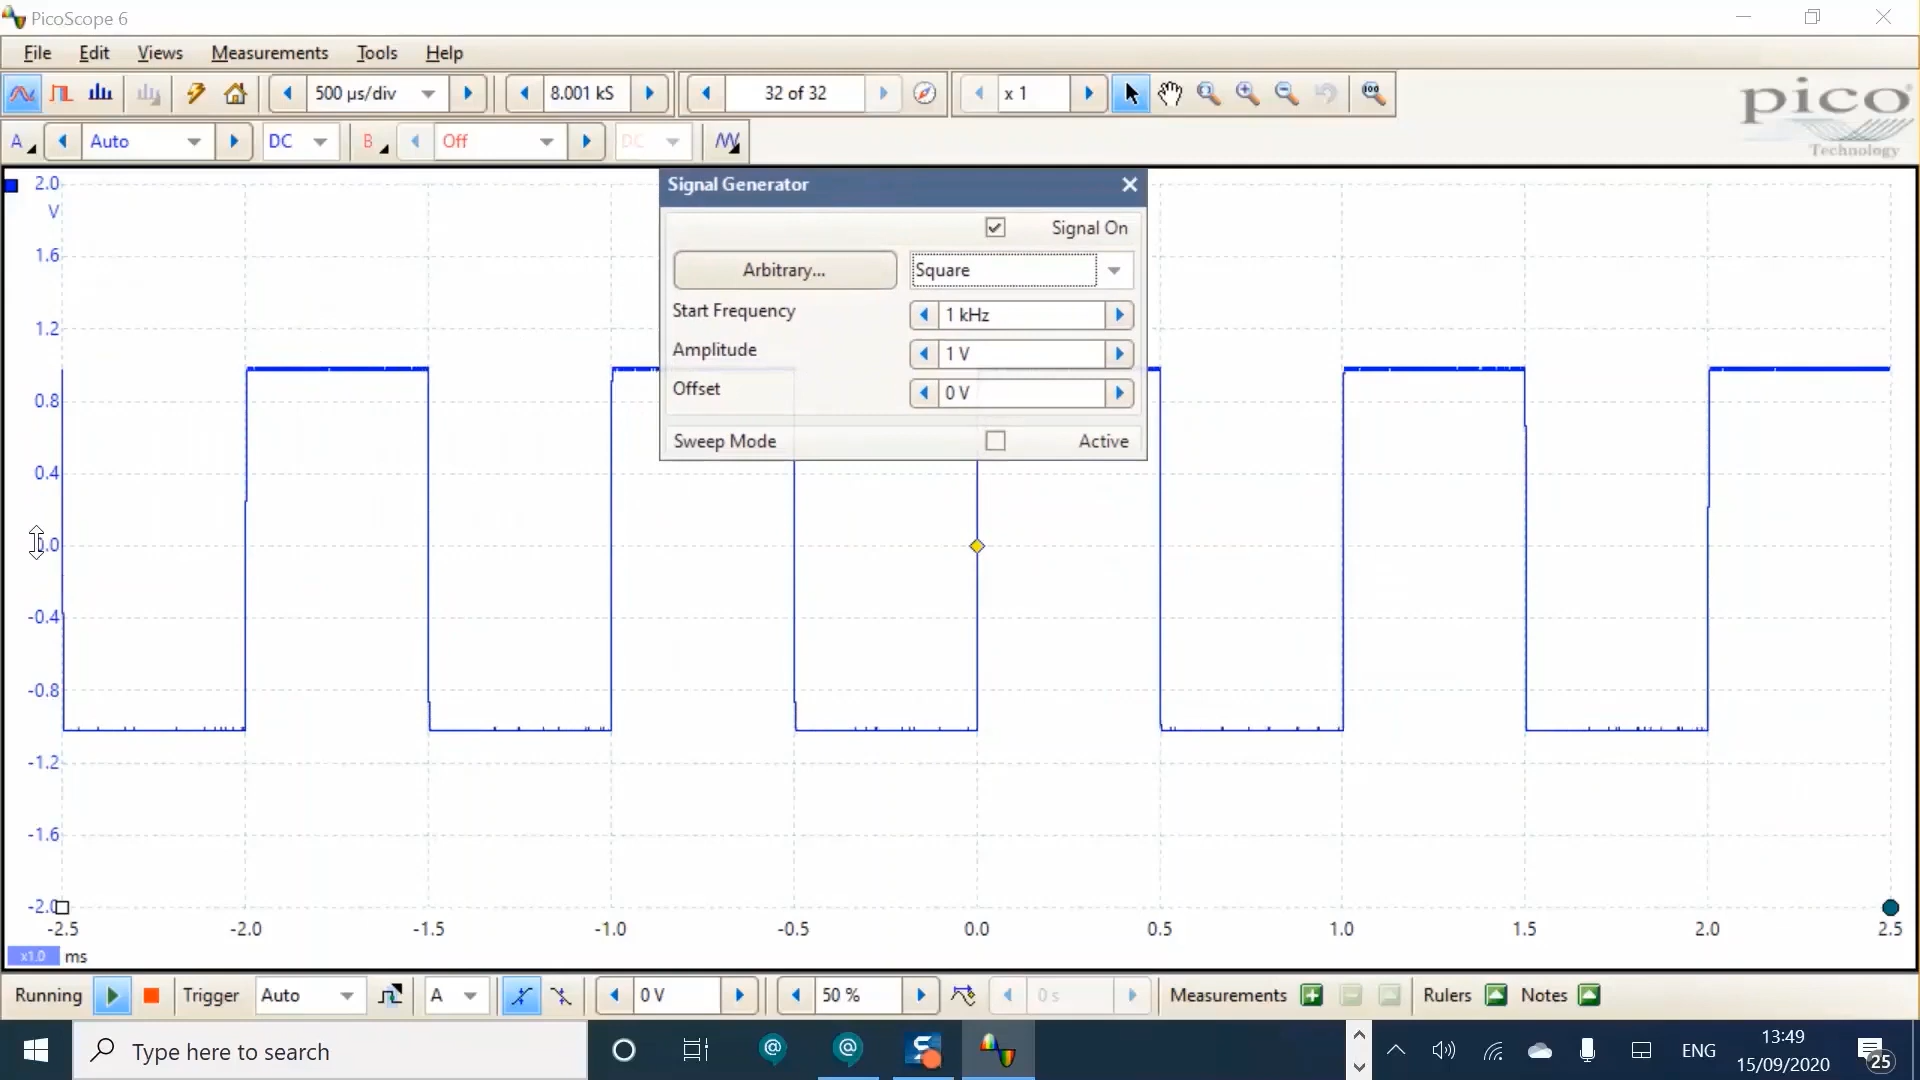 PicoScope 6
File Edit Views Measurements Tools Help
500 µs/div 8.001 kS 32 of 32 x 1 100
pico
Technology
A Auto DC B Off DC
Signal Generator
Signal On
Arbitrary... Square
Start Frequency 1 kHz
Amplitude 1 V
Offset 0 V
Sweep Mode Active
2.0
V
1.6
1.2
0.8
0.4
0.0
-0.4
-0.8
-1.2
-1.6
-2.0
-2.5 -2.0 -1.5 -1.0 -0.5 0.0 0.5 1.0 1.5 2.0 2.5
x1.0 ms
Running Trigger Auto A 0 V 50 % 0 s Measurements Rulers Notes
Type here to search
ENG
13:49
15/09/2020
25